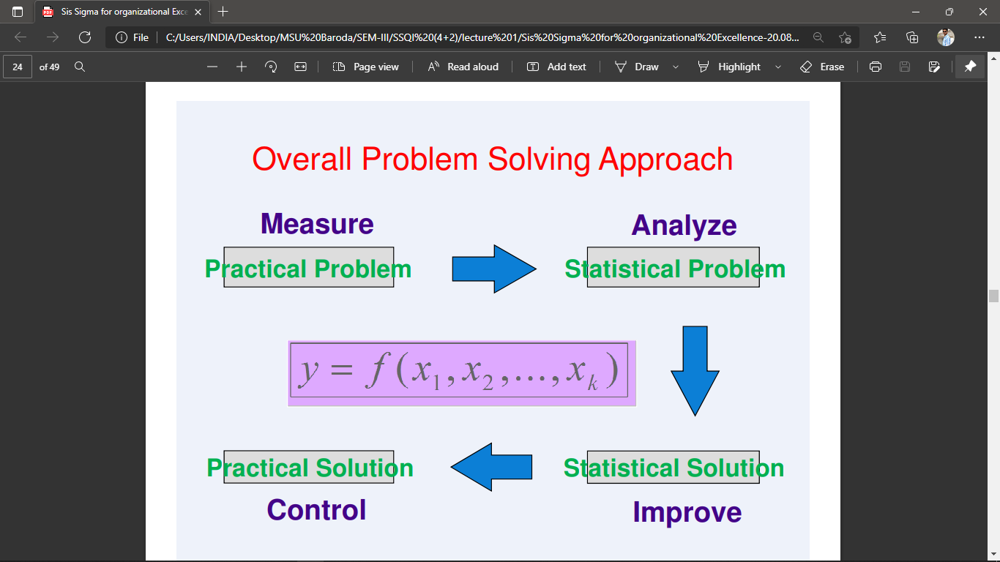 Sis Sigma for organizational Exce
File
C:/Users/INDIA/Desktop/MSU%20Baroda/SEM-III/SSQI%20(4+2)/lecture%201/Sis%20Sigma%20for%20organizational%20Excellence-20.08...
24 of 49
Page view
Read aloud
Add text
Draw
Highlight
Erase
Overall Problem Solving Approach
Measure
Analyze
Practical Problem
Statistical Problem
y = f(x₁, x₂,..., xₖ)
Practical Solution
Statistical Solution
Control
Improve